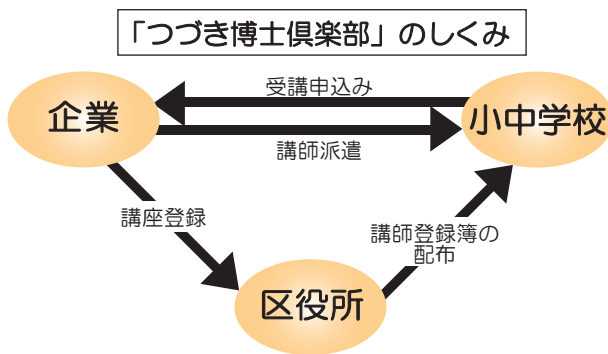 「つづき博士倶楽部」のしくみ
受講申込み
企業
小中学校
講師派遣
講座登録
講師登録簿の
配布
区役所